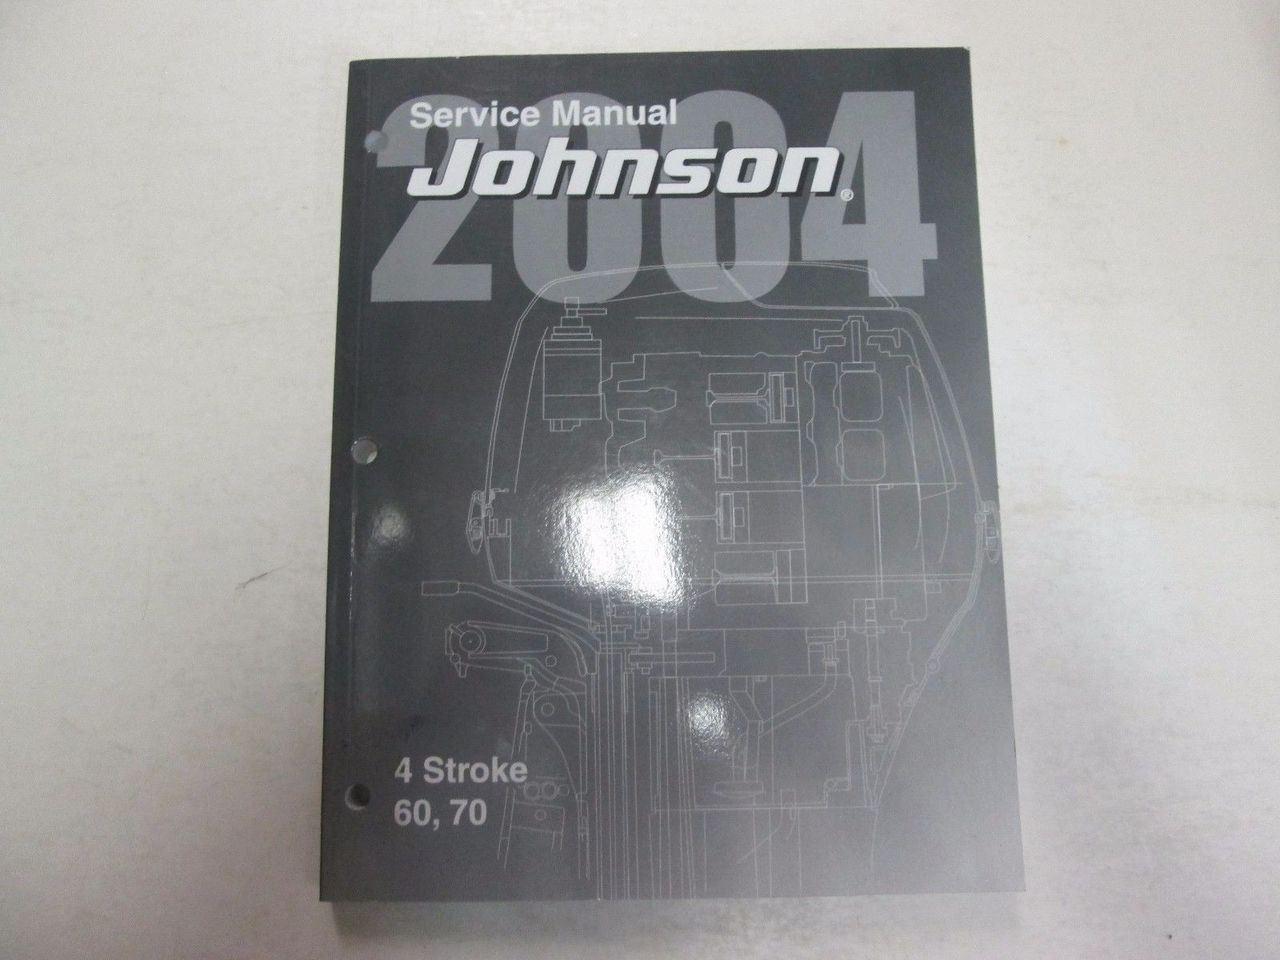 2004
Service Manual
Johnson®
4 Stroke
60, 70